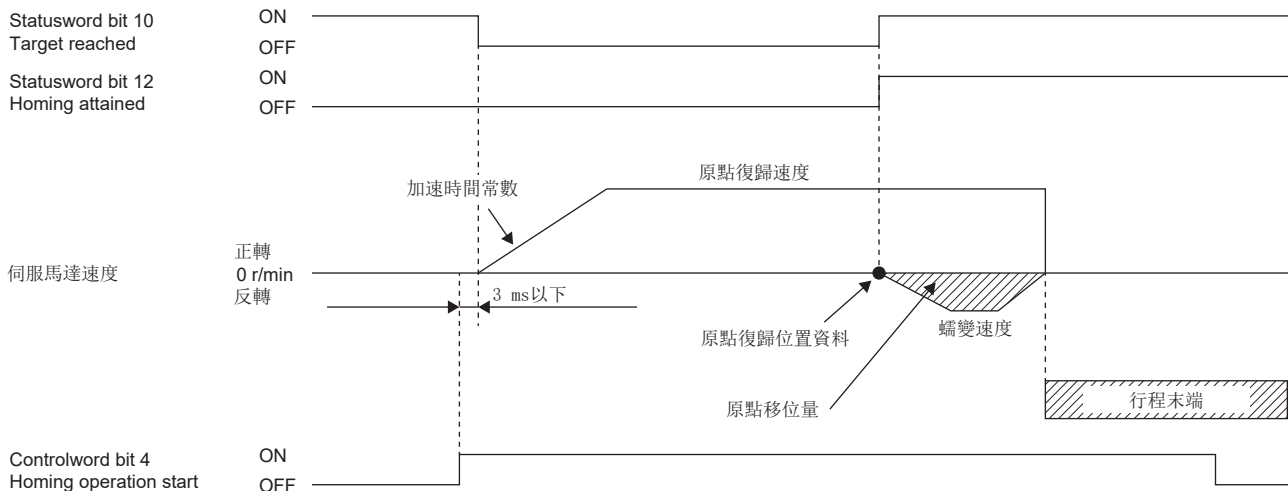 Statusword bit 10
Target reached
ON
OFF
Statusword bit 12
Homing attained
ON
OFF
原點復歸速度
加速時間常數
伺服馬達速度
正轉
0 r/min
反轉
3 ms以下
原點復歸位置資料
蠕變速度
原點移位量
行程末端
Controlword bit 4
Homing operation start
ON
OFF